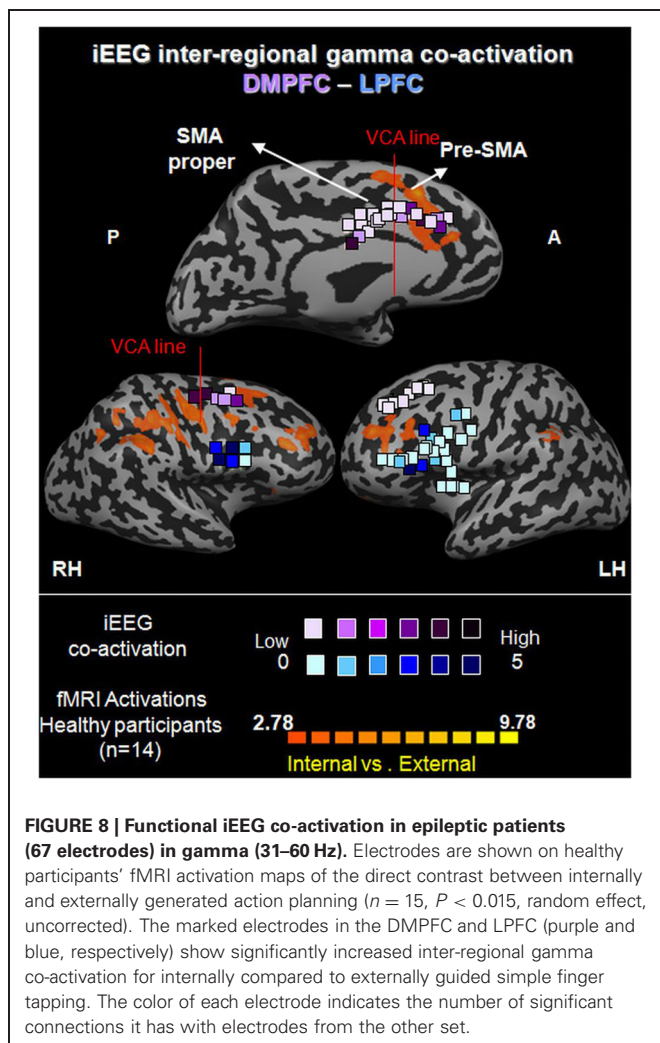 iEEG inter-regional gamma co-activation
DMPFC – LPFC
SMA
proper
VCA line
Pre-SMA
P
A
VCA line
RH
LH
iEEG
co-activation
Low
0
High
5
fMRI Activations
Healthy participants
(n=14)
2.78
9.78
Internal vs . External
FIGURE 8 | Functional iEEG co-activation in epileptic patients
(67 electrodes) in gamma (31–60 Hz). Electrodes are shown on healthy
participants’ fMRI activation maps of the direct contrast between internally
and externally generated action planning (n = 15, P < 0.015, random effect,
uncorrected). The marked electrodes in the DMPFC and LPFC (purple and
blue, respectively) show significantly increased inter-regional gamma
co-activation for internally compared to externally guided simple finger
tapping. The color of each electrode indicates the number of significant
connections it has with electrodes from the other set.